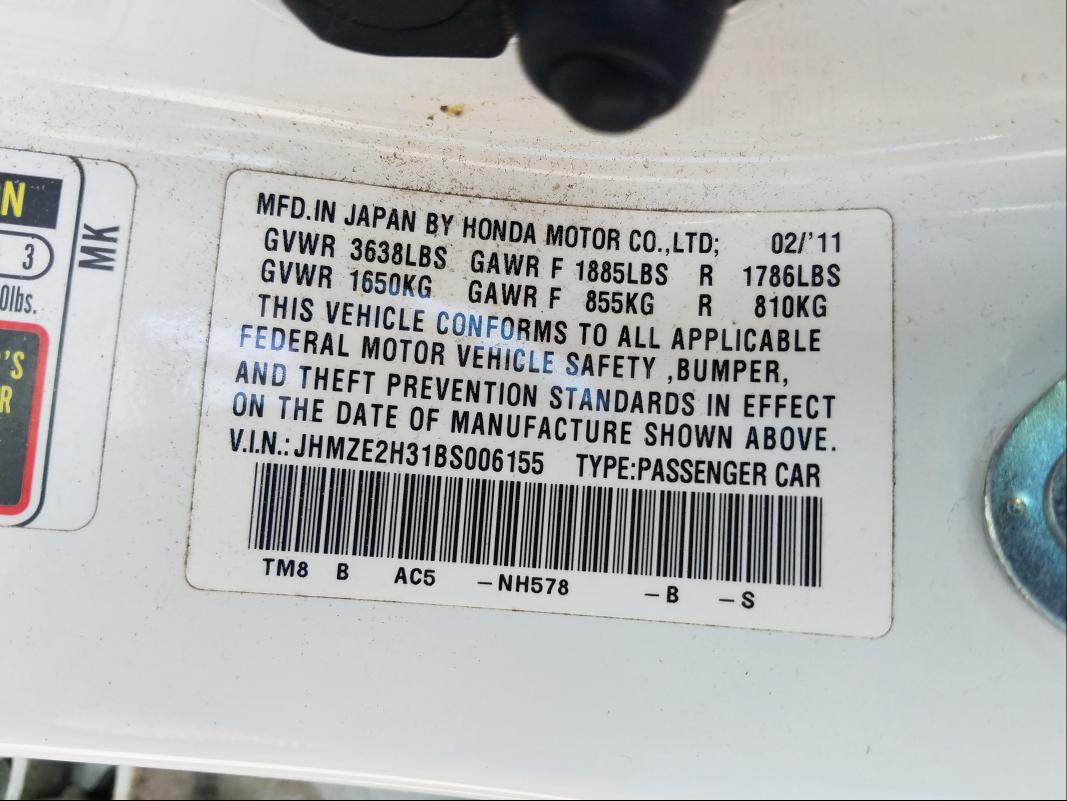 MFD.IN JAPAN BY HONDA MOTOR CO.,LTD; 02/'11
GVWR 3638LBS GAWR F 1885LBS R 1786LBS
GVWR 1650KG GAWR F 855KG R 810KG
THIS VEHICLE CONFORMS TO ALL APPLICABLE
FEDERAL MOTOR VEHICLE SAFETY ,BUMPER,
AND THEFT PREVENTION STANDARDS IN EFFECT
ON THE DATE OF MANUFACTURE SHOWN ABOVE.
V.I.N.: JHMZE2H31BS006155 TYPE:PASSENGER CAR
TM8 B AC5 –NH578 –B –S
3
MK